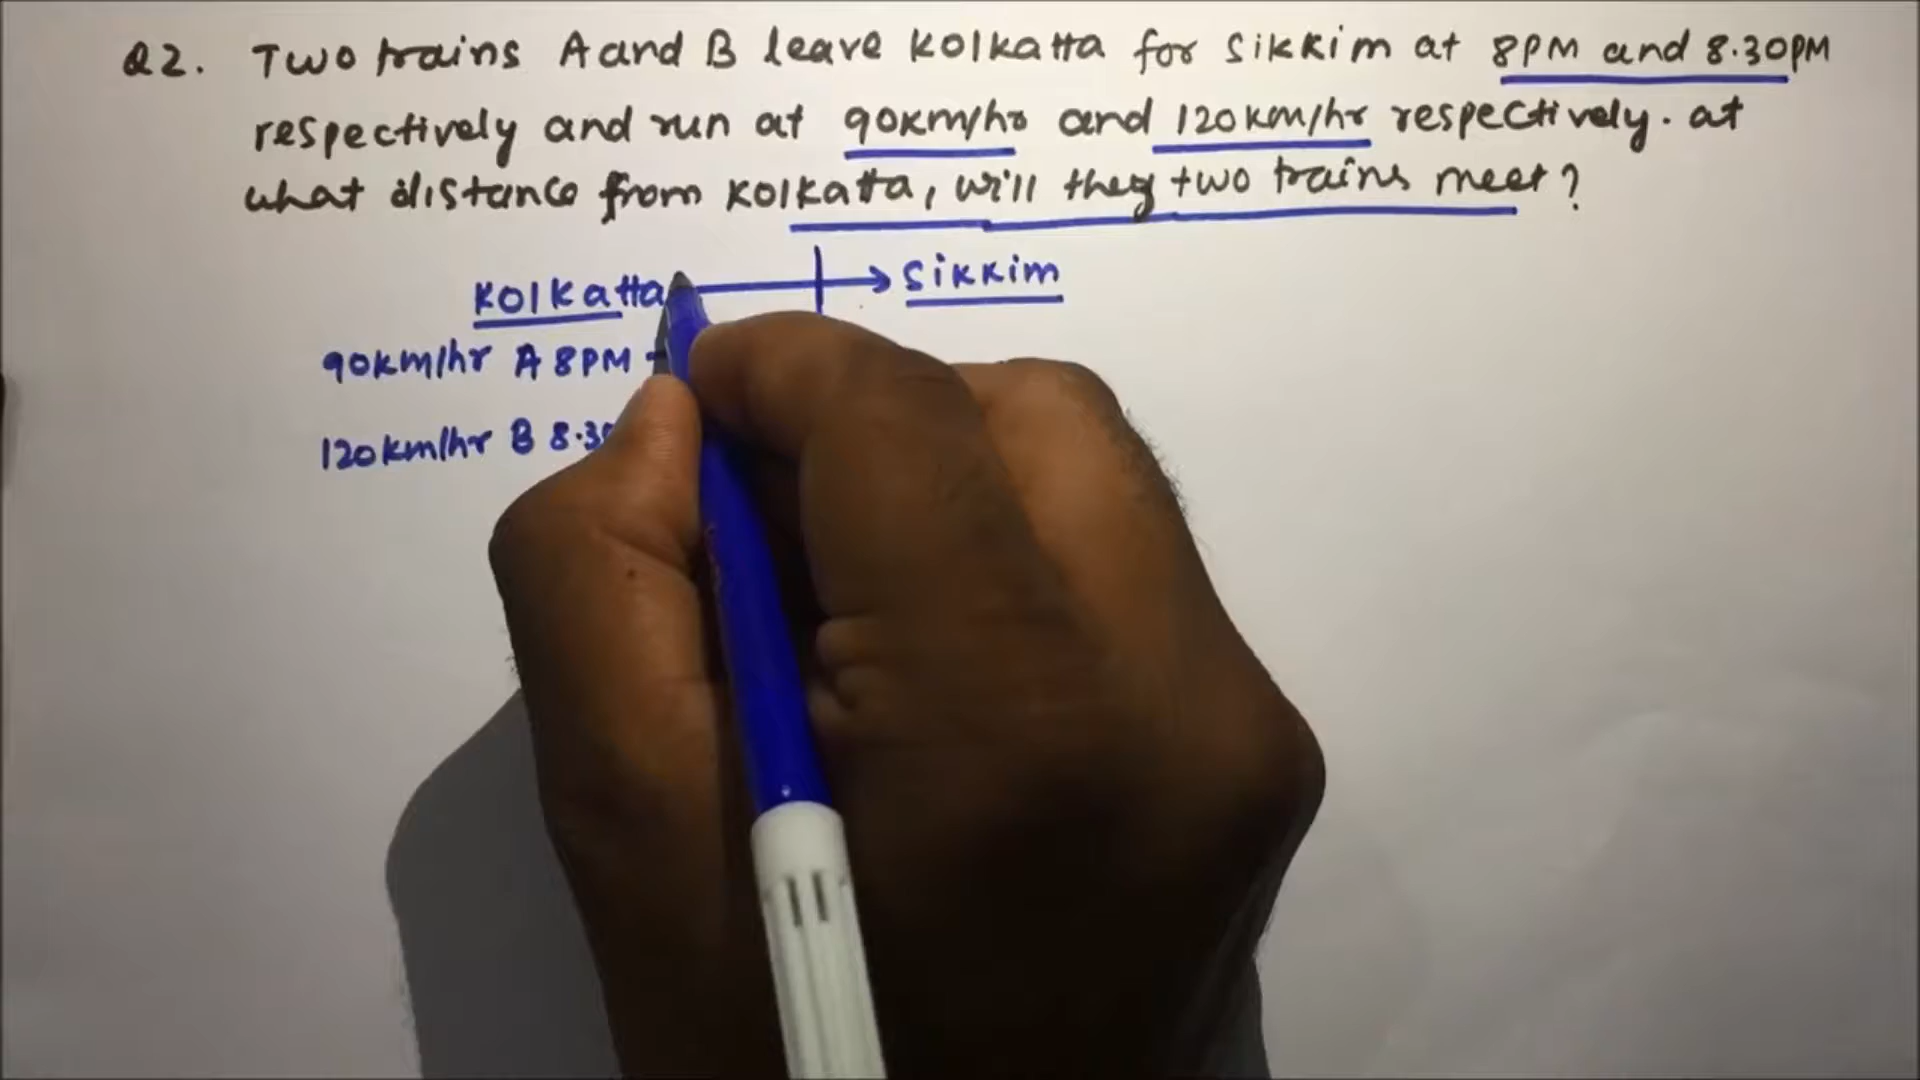 Q2. Two trains A and B leave Kolkatta for Sikkim at 8PM and 8.30PM
respectively and run at 90km/hr and 120km/hr respectively. at
what distance from Kolkatta, will they two trains meet?
Kolkatta Sikkim
90km/hr A 8PM
120km/hr B 8.30